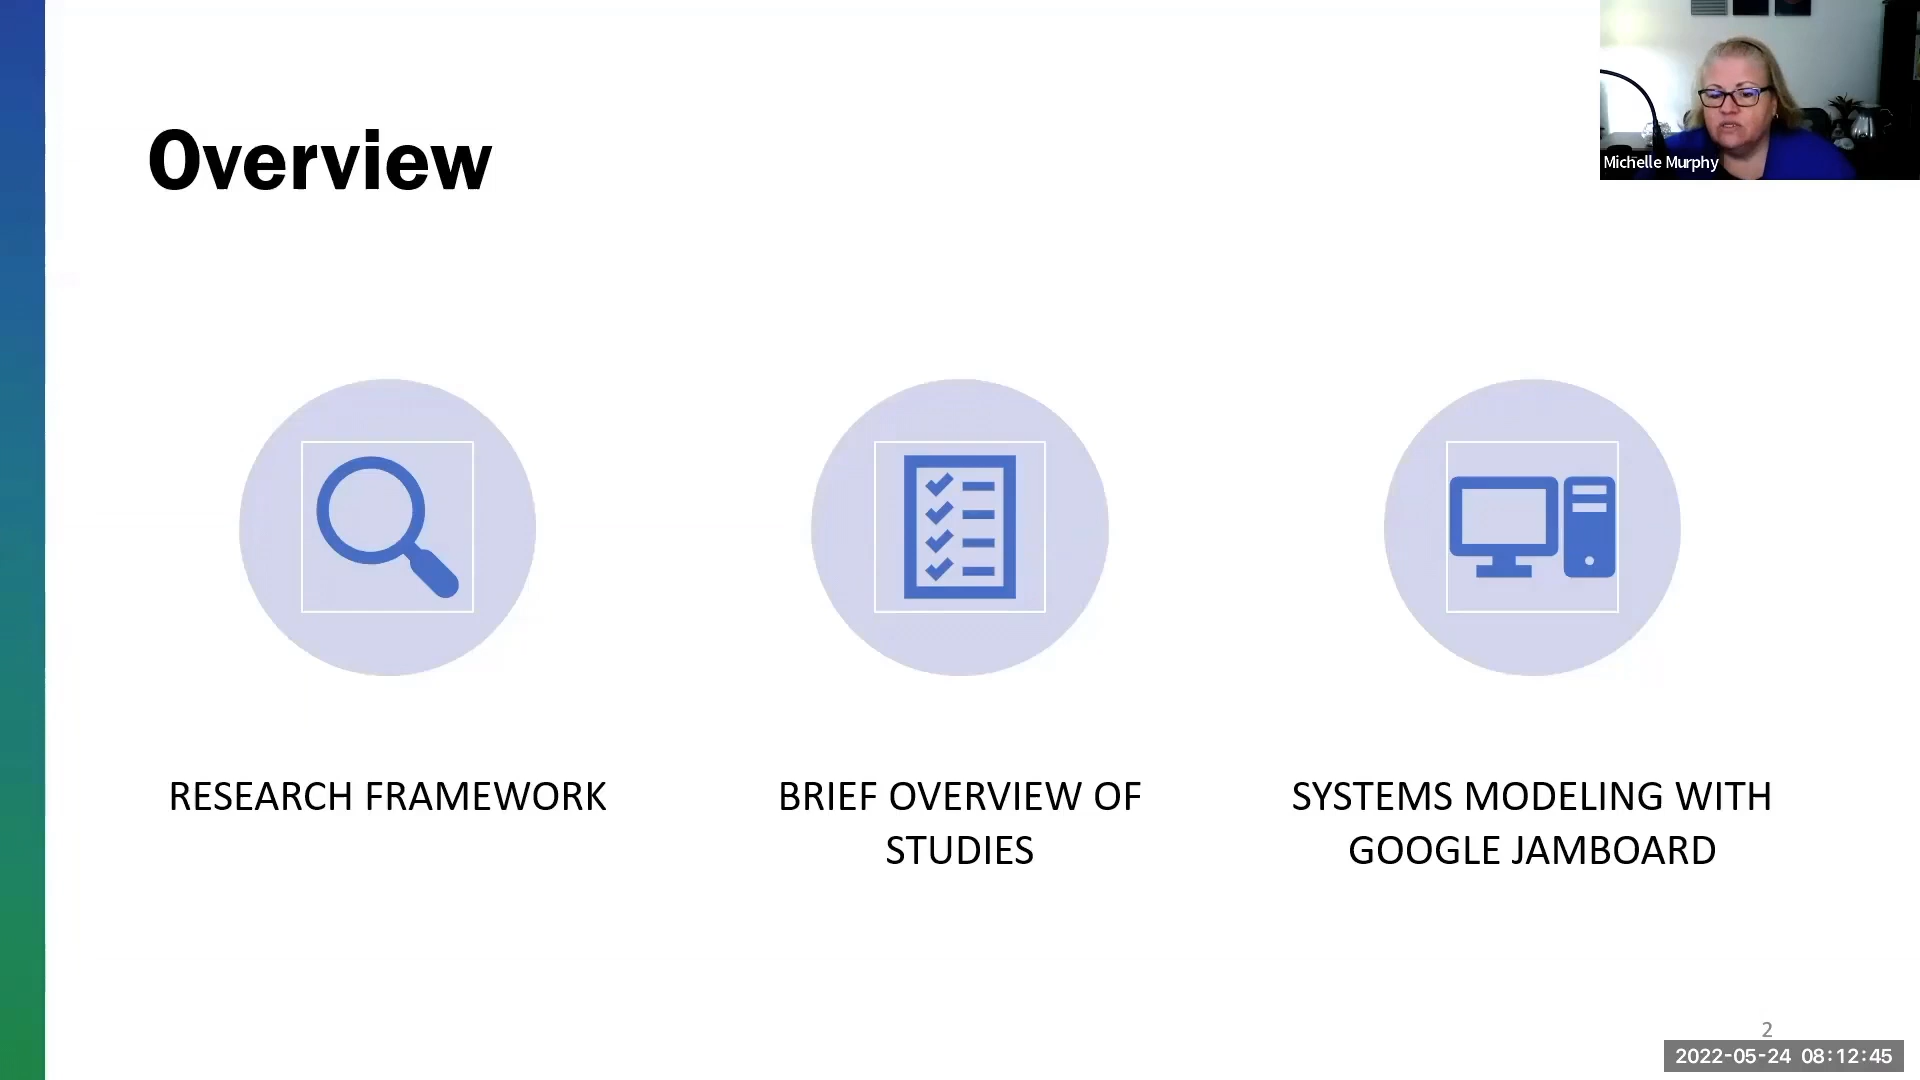 Overview
Michelle Murphy
RESEARCH FRAMEWORK
BRIEF OVERVIEW OF
STUDIES
SYSTEMS MODELING WITH
GOOGLE JAMBOARD
2
2022-05-24 08:12:45